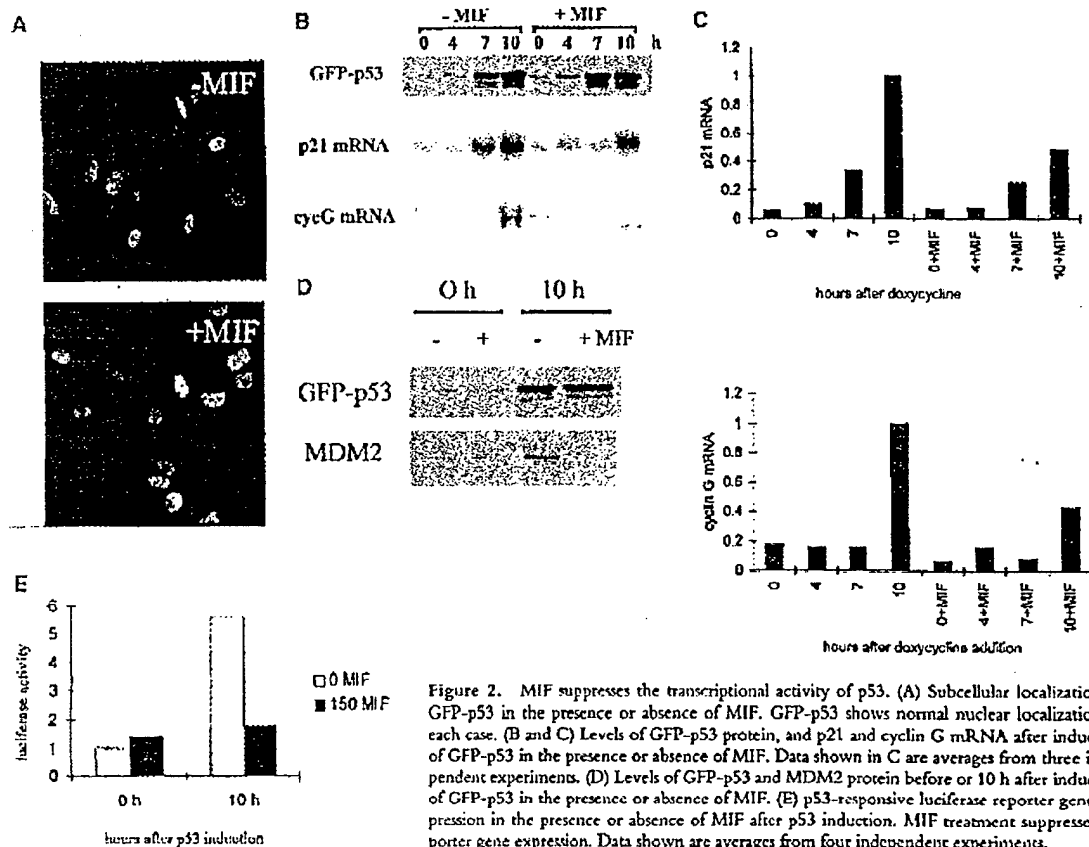 A
-MIF
+MIF
B
- MIF + MIF
0 4 7 10 0 4 7 10 h
GFP-p53
p21 mRNA
cycG mRNA
C
p21 mRNA
1.2
1
0.8
0.6
0.4
0.2
0
0 4 7 10 0+MIF 4+MIF 7+MIF 10+MIF
hours after doxycycline
D
O h 10 h
- + - + MIF
GFP-p53
MDM2
cyclin G mRNA
1.2
1
0.8
0.6
0.4
0.2
0
0 4 7 10 0+MIF 4+MIF 7+MIF 10+MIF
hours after doxycycline addition
E
luciferase activity
6
5
4
3
2
1
0
0 h 10 h
0 MIF
150 MIF
hours after p53 induction
Figure 2. MIF suppresses the transcriptional activity of p53. (A) Subcellular localizatio
GFP-p53 in the presence or absence of MIF. GFP-p53 shows normal nuclear localizatio
each case. (B and C) Levels of GFP-p53 protein, and p21 and cyclin G mRNA after induc
of GFP-p53 in the presence or absence of MIF. Data shown in C are averages from three i
pendent experiments. (D) Levels of GFP-p53 and MDM2 protein before or 10 h after induc
of GFP-p53 in the presence or absence of MIF. (E) p53-responsive luciferase reporter gene
pression in the presence or absence of MIF after p53 induction. MIF treatment suppresse
porter gene expression. Data shown are averages from four independent experiments.